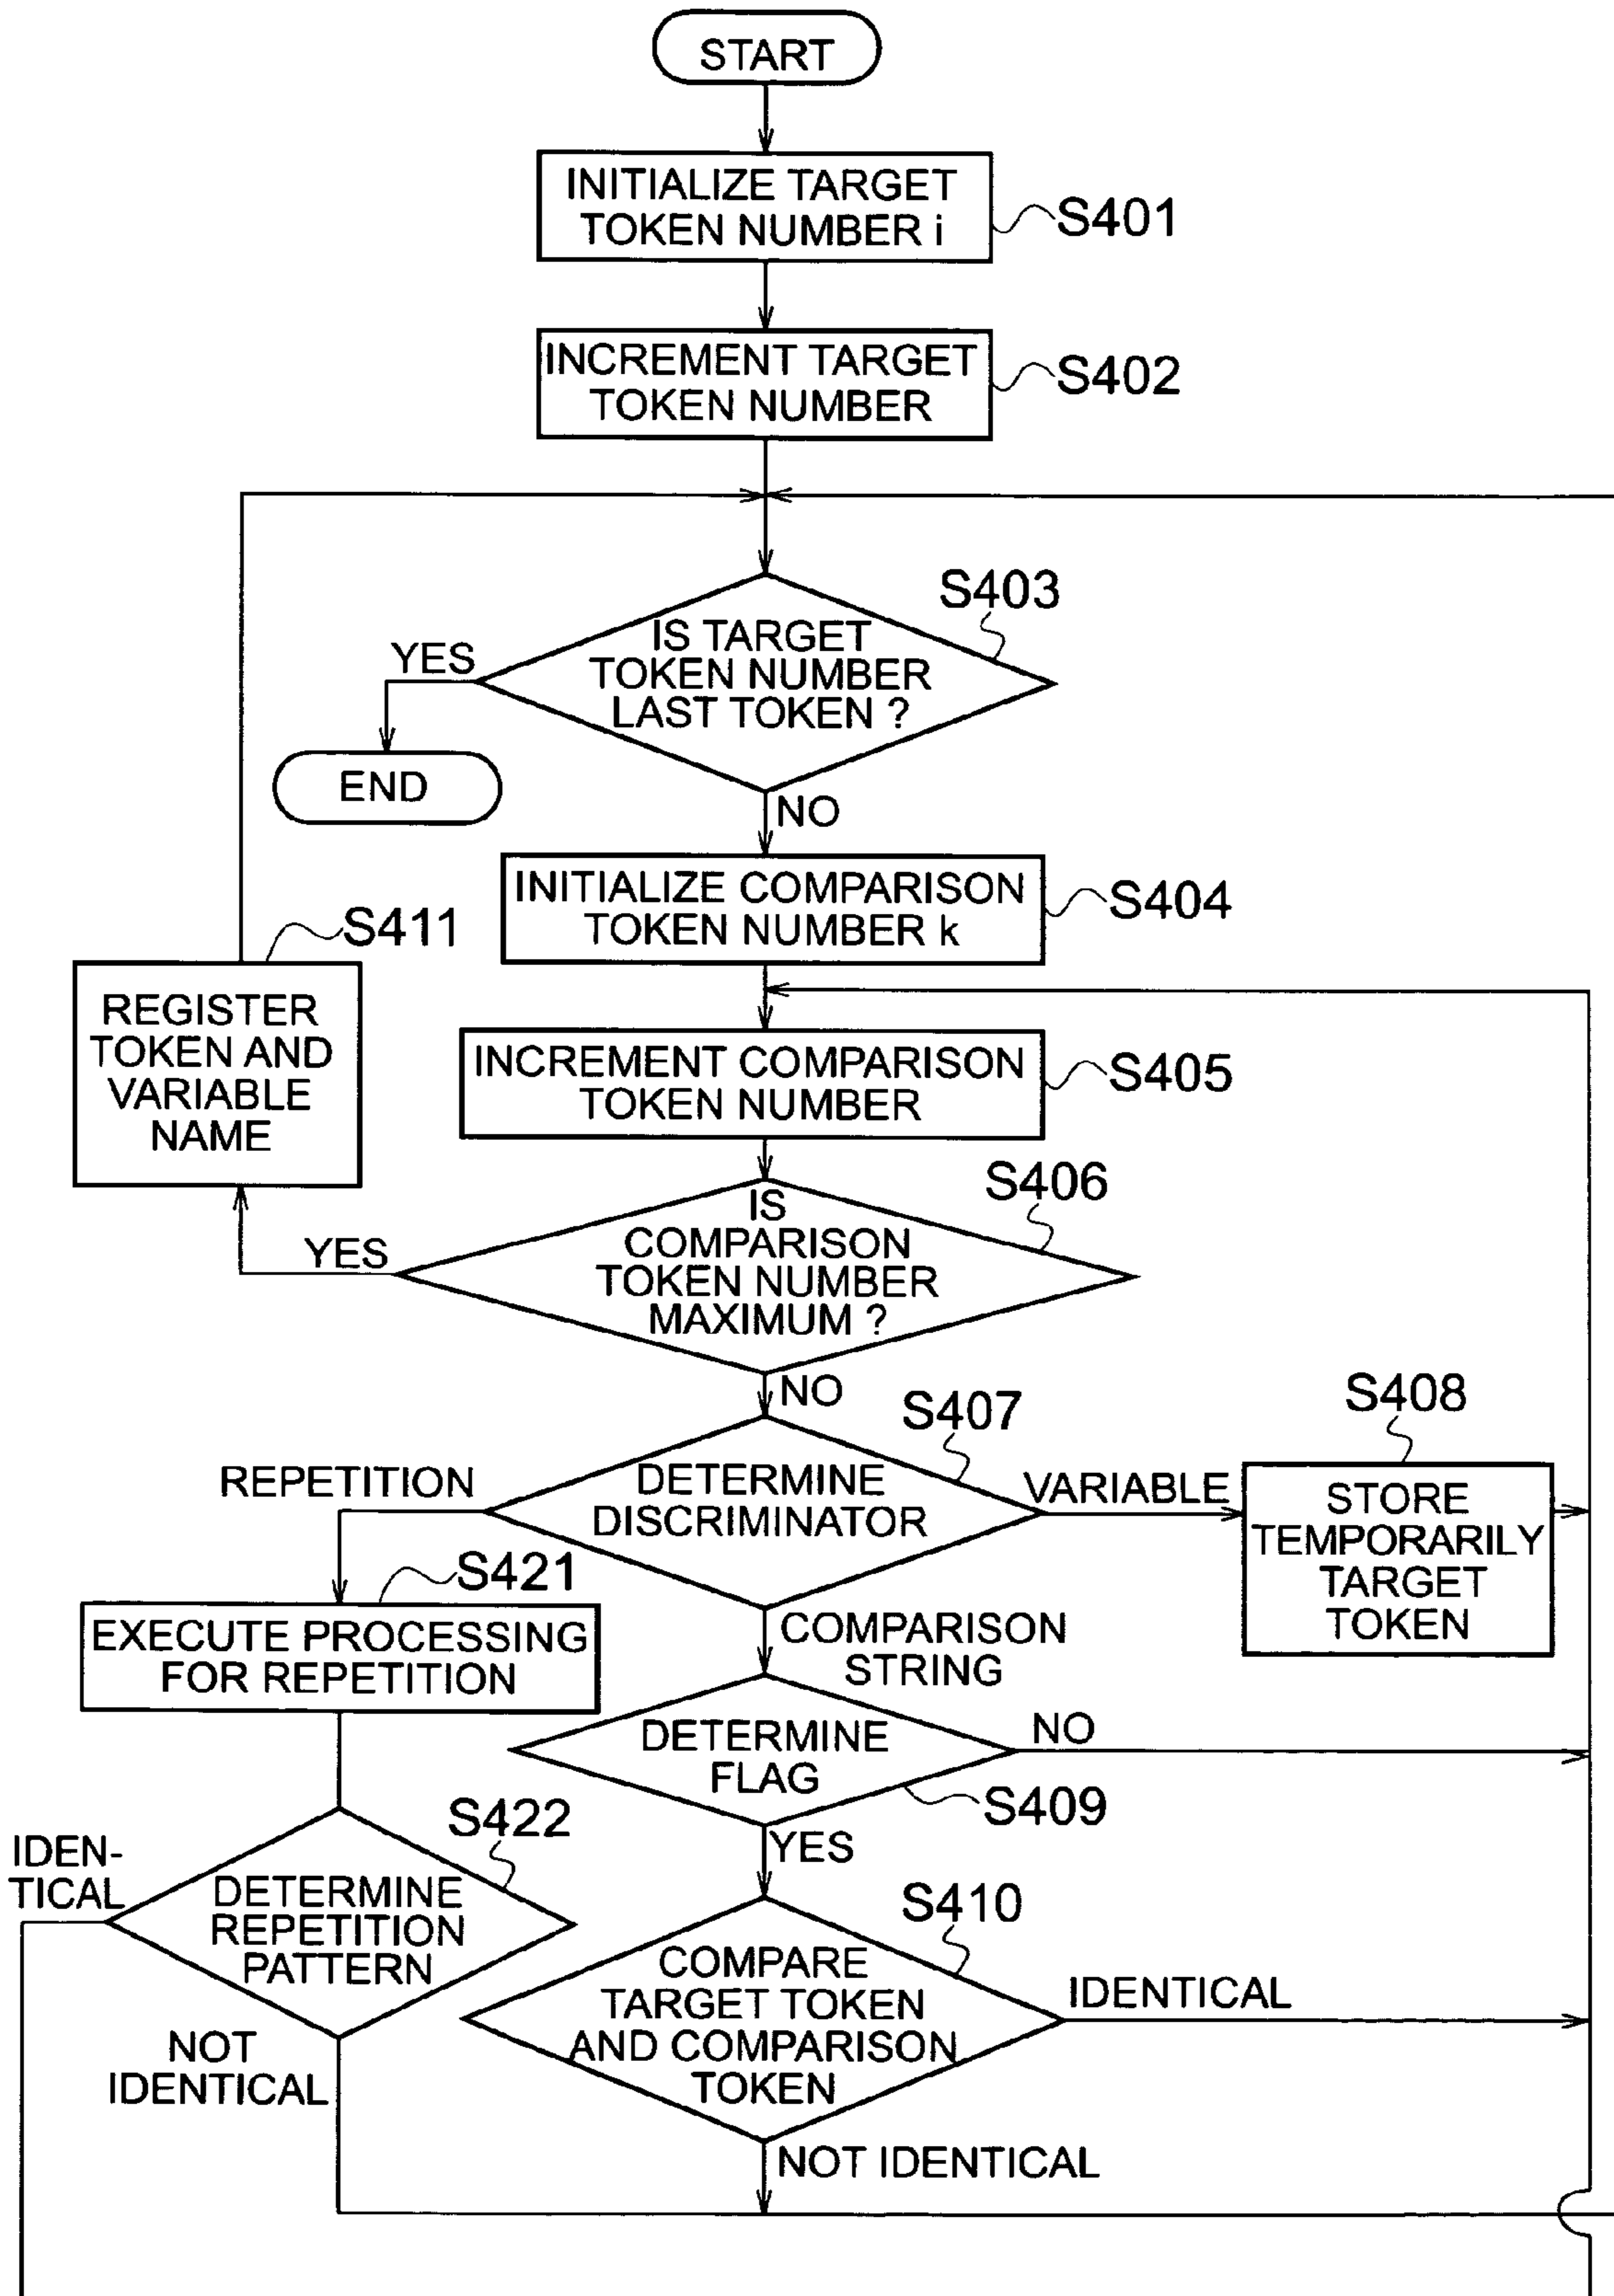 START
INITIALIZE TARGET
TOKEN NUMBER i
S401
INCREMENT TARGET
TOKEN NUMBER
S402
S403
IS TARGET
TOKEN NUMBER
LAST TOKEN ?
YES
END
NO
INITIALIZE COMPARISON
TOKEN NUMBER k
S404
S411
REGISTER
TOKEN AND
VARIABLE
NAME
INCREMENT COMPARISON
TOKEN NUMBER
S405
S406
IS
COMPARISON
TOKEN NUMBER
MAXIMUM ?
YES
NO
S407
DETERMINE
DISCRIMINATOR
REPETITION
VARIABLE
S408
STORE
TEMPORARILY
TARGET
TOKEN
S421
EXECUTE PROCESSING
FOR REPETITION
COMPARISON
STRING
DETERMINE
FLAG
NO
S409
YES
S422
IDEN-
TICAL
DETERMINE
REPETITION
PATTERN
NOT
IDENTICAL
S410
COMPARE
TARGET TOKEN
AND COMPARISON
TOKEN
IDENTICAL
NOT IDENTICAL